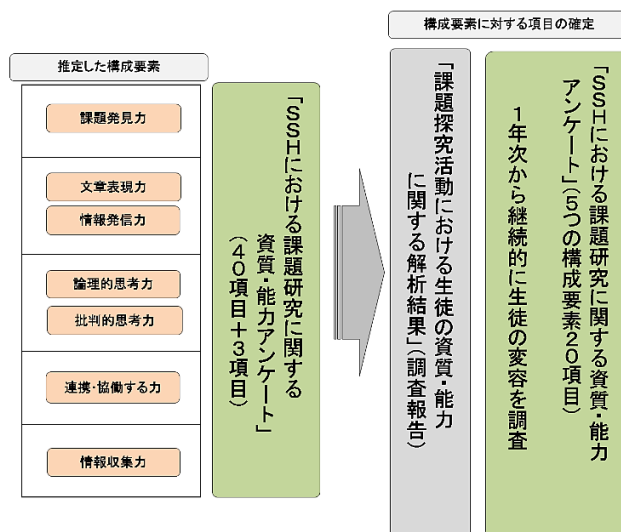 推定した構成要素
課題発見力
文章表現力
情報発信力
論理的思考力
批判的思考力
連携・協働する力
情報収集力
「SSHにおける課題研究に関する
資質・能力アンケート」
(40項目+3項目)
構成要素に対する項目の確定
「課題探究活動における生徒の資質・能力
に関する解析結果」(調査報告)
「SSHにおける課題研究に関する資質・能力
アンケート」(5つの構成要素20項目)
1年次から継続的に生徒の変容を調査